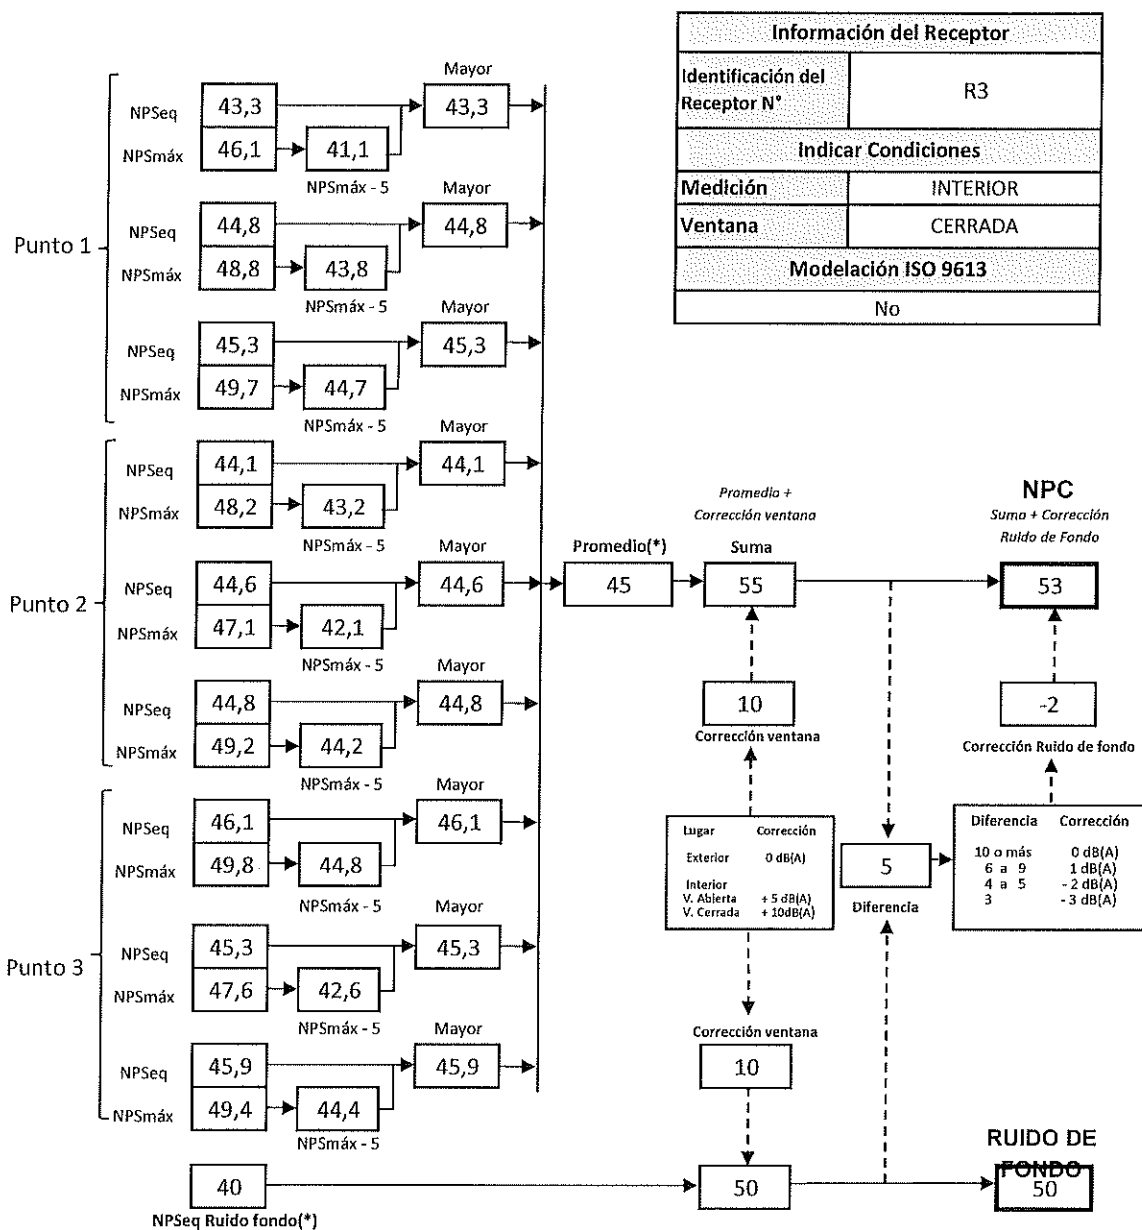 Información del Receptor
Identificación del Receptor N°
R3
Indicar Condiciones
Medición
INTERIOR
Ventana
CERRADA
Modelación ISO 9613
No
Punto 1
NPSeq
43,3
Mayor
43,3
NPSmáx
46,1
41,1
NPSmáx - 5
NPSeq
44,8
Mayor
44,8
NPSmáx
48,8
43,8
NPSmáx - 5
NPSeq
45,3
Mayor
45,3
NPSmáx
49,7
44,7
NPSmáx - 5
Punto 2
NPSeq
44,1
Mayor
44,1
NPSmáx
48,2
43,2
NPSmáx - 5
NPSeq
44,6
Mayor
44,6
NPSmáx
47,1
42,1
NPSmáx - 5
NPSeq
44,8
Mayor
44,8
NPSmáx
49,2
44,2
NPSmáx - 5
Punto 3
NPSeq
46,1
Mayor
46,1
NPSmáx
49,8
44,8
NPSmáx - 5
NPSeq
45,3
Mayor
45,3
NPSmáx
47,6
42,6
NPSmáx - 5
NPSeq
45,9
Mayor
45,9
NPSmáx
49,4
44,4
NPSmáx - 5
40
NPSeq Ruido fondo(*)
Promedio(*)
45
Promedio +
Corrección ventana
Suma
55
10
Corrección ventana
Lugar Corrección
Exterior 0 dB(A)
Interior
V. Abierta + 5 dB(A)
V. Cerrada + 10dB(A)
Corrección ventana
10
50
5
Diferencia
NPC
Suma + Corrección
Ruido de Fondo
53
-2
Corrección Ruido de fondo
Diferencia Corrección
10 o más 0 dB(A)
6 a 9 1 dB(A)
4 a 5 - 2 dB(A)
3 - 3 dB(A)
RUIDO DE
FONDO
50